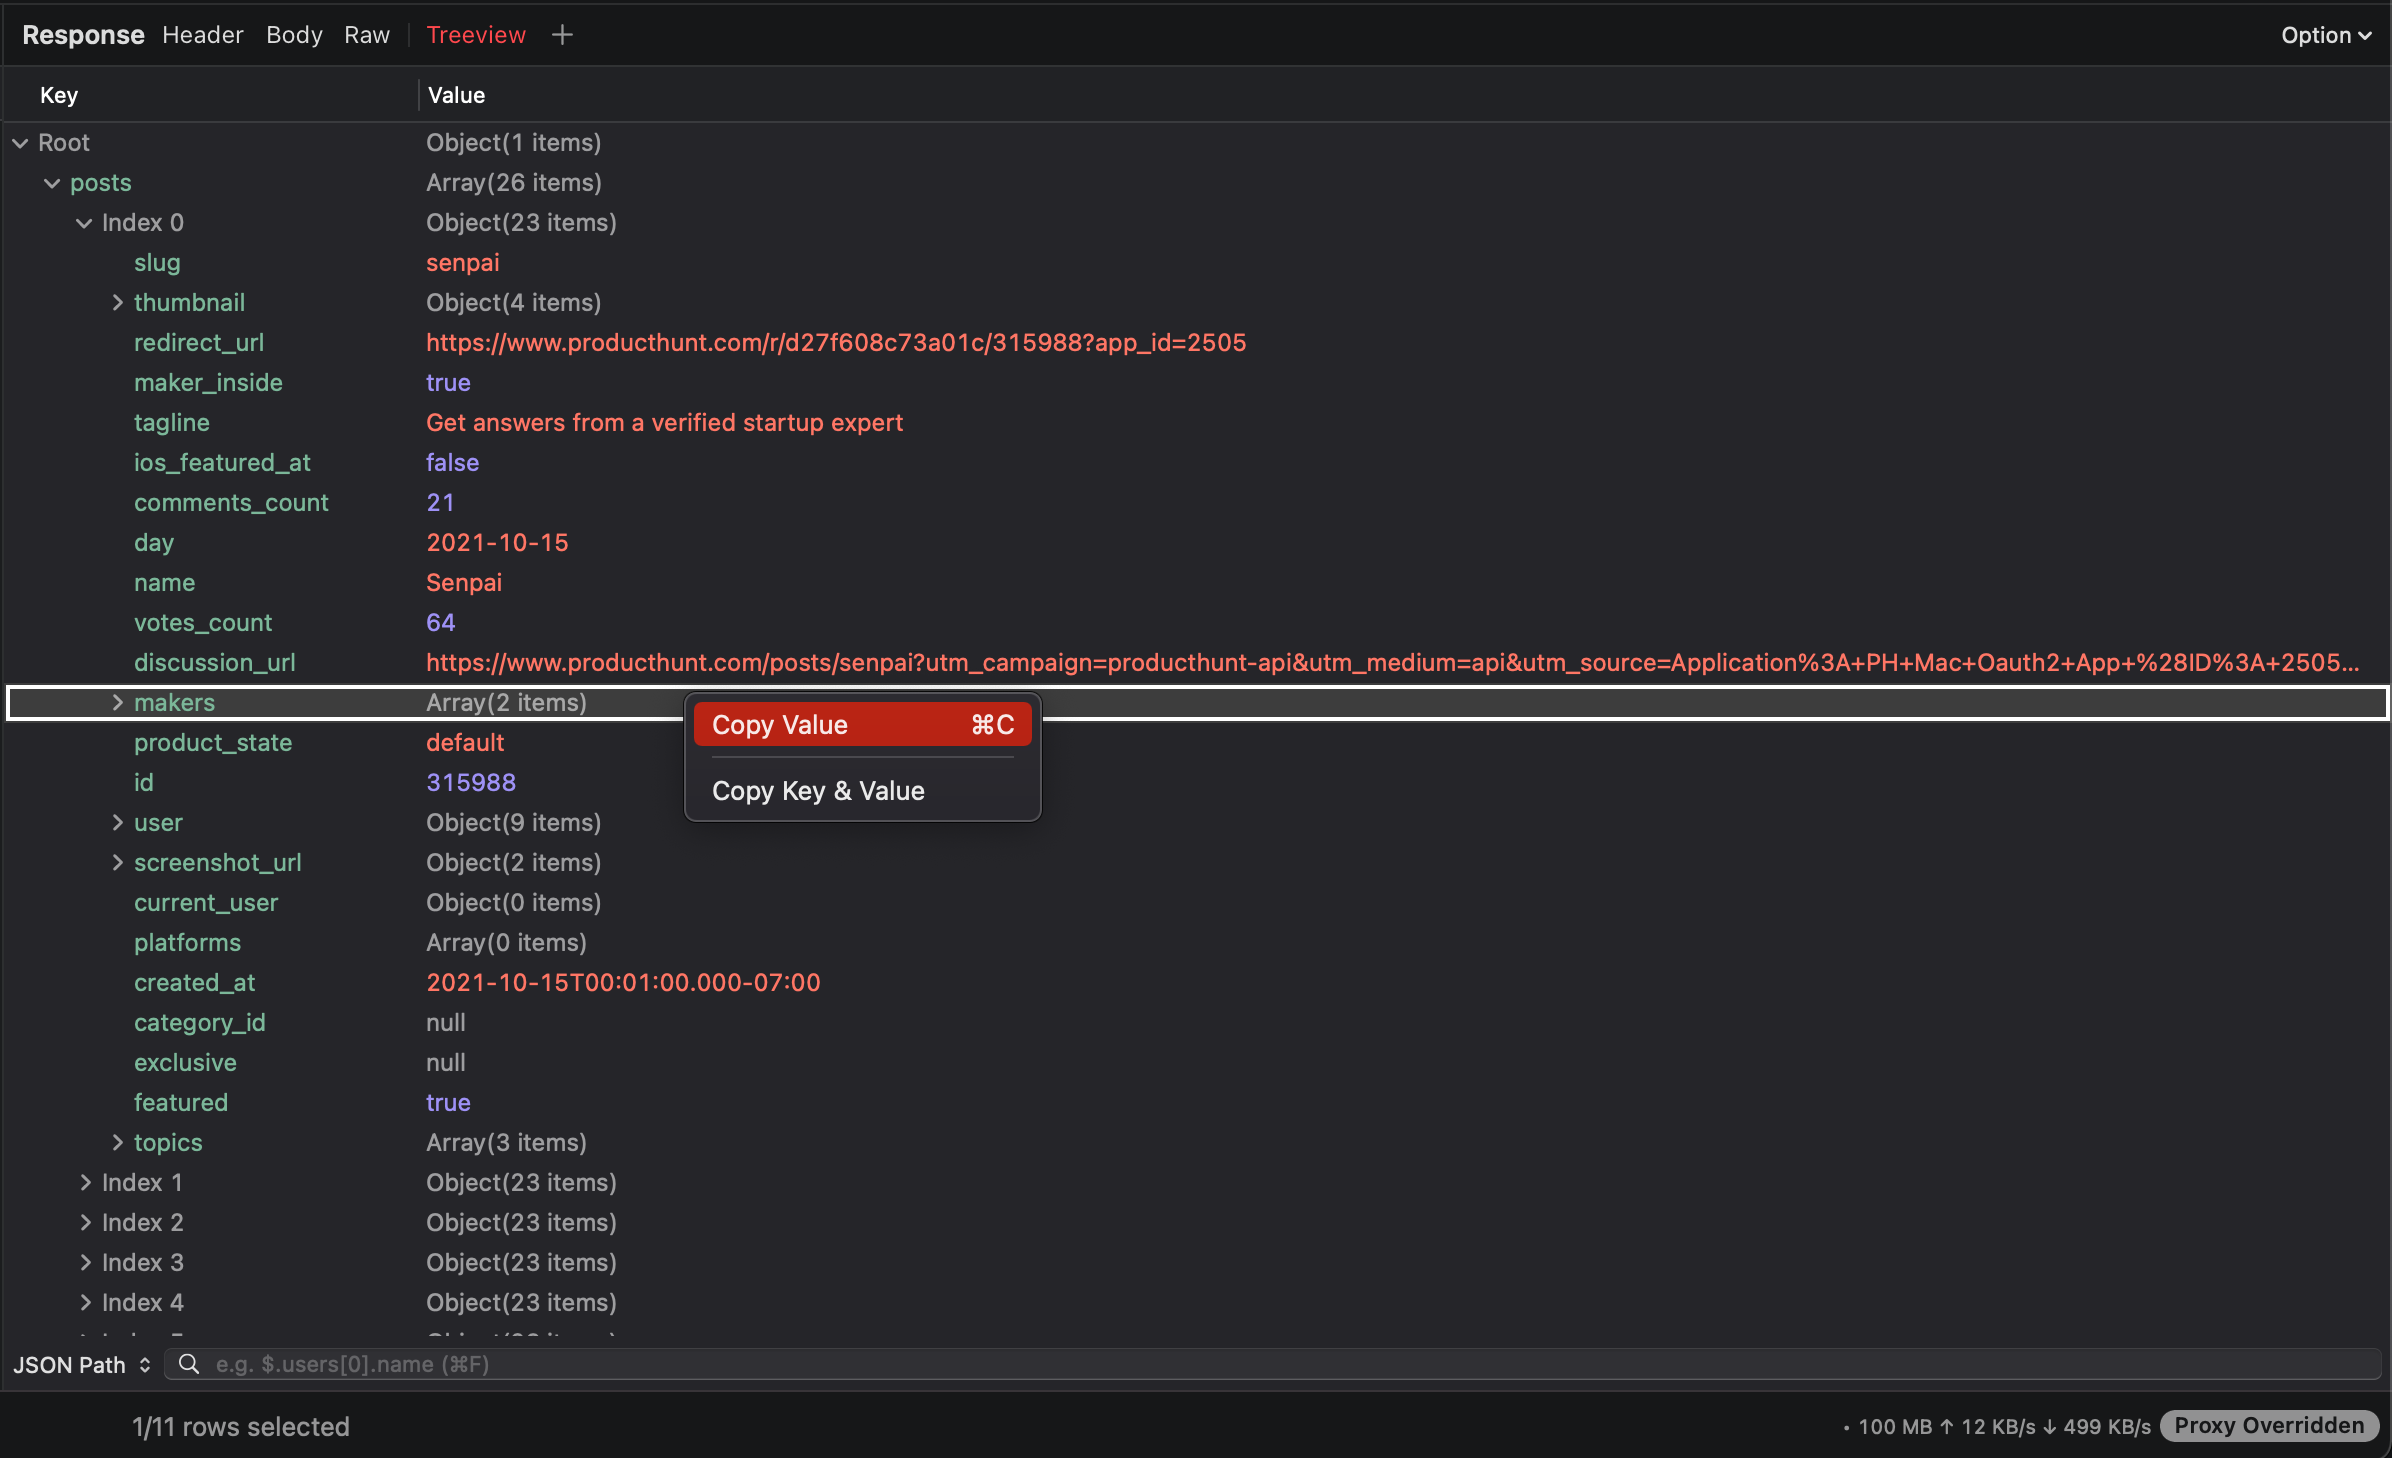 Response Header Body Raw Treeview Option
Key Value
Root Object(1 items)
posts Array(26 items)
Index 0 Object(23 items)
slug senpai
thumbnail Object(4 items)
redirect_url https://www.producthunt.com/r/d27f608c73a01c/315988?app_id=2505
maker_inside true
tagline Get answers from a verified startup expert
ios_featured_at false
comments_count 21
day 2021-10-15
name Senpai
votes_count 64
discussion_url https://www.producthunt.com/posts/senpai?utm_campaign=producthunt-api&utm_medium=api&utm_source=Application%3A+PH+Mac+Oauth2+App+%28ID%3A+2505...
makers Array(2 items)
Copy Value ⌘C
product_state default
id 315988
Copy Key & Value
user Object(9 items)
screenshot_url Object(2 items)
current_user Object(0 items)
platforms Array(0 items)
created_at 2021-10-15T00:01:00.000-07:00
category_id null
exclusive null
featured true
topics Array(3 items)
Index 1 Object(23 items)
Index 2 Object(23 items)
Index 3 Object(23 items)
Index 4 Object(23 items)
JSON Path e.g. $.users[0].name (⌘F)
1/11 rows selected • 100 MB ↑ 12 KB/s ↓ 499 KB/s Proxy Overridden